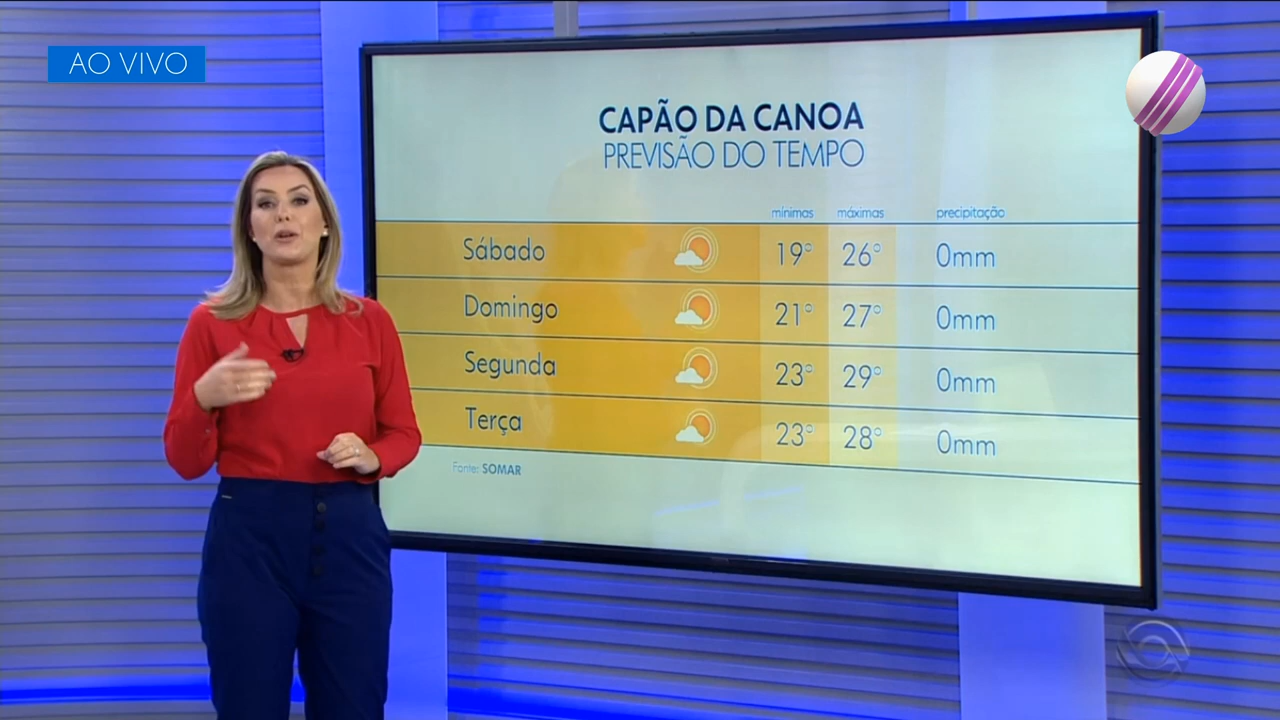 AO VIVO
CAPÃO DA CANOA
PREVISÃO DO TEMPO
mínimas máximas precipitação
Sábado 19° 26° 0mm
Domingo 21° 27° 0mm
Segunda 23° 29° 0mm
Terça 23° 28° 0mm
Fonte: SOMAR